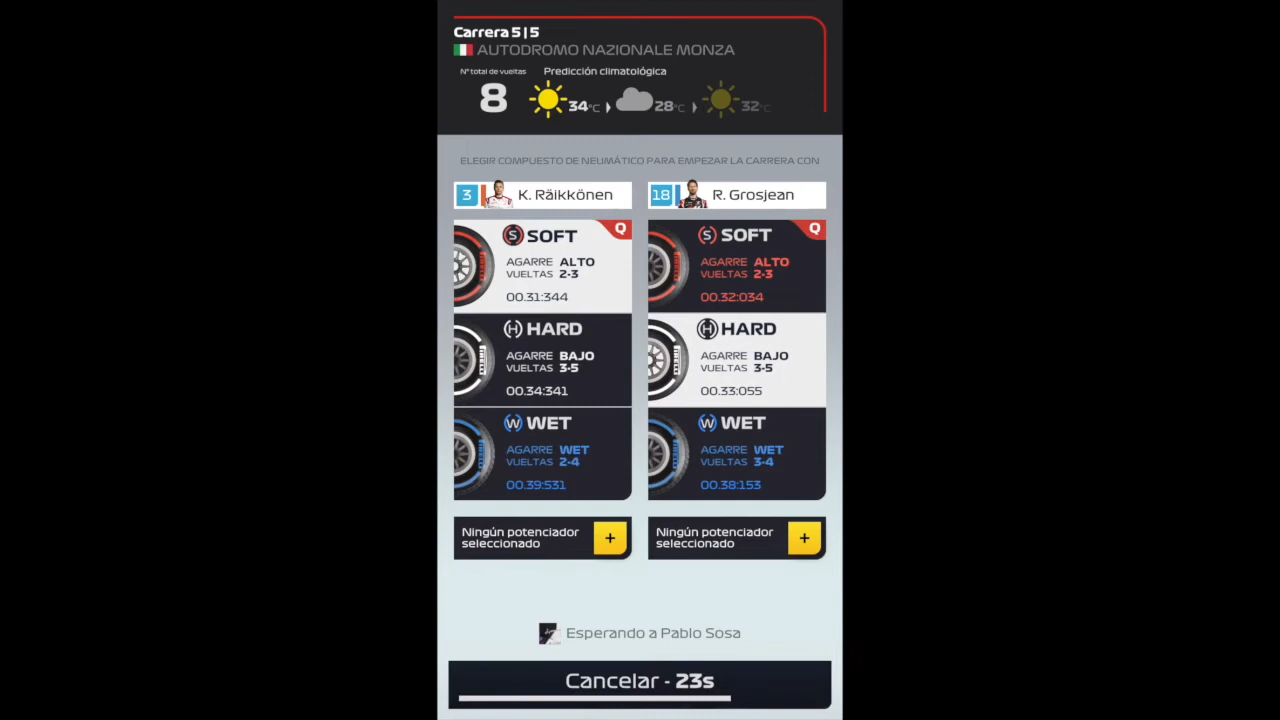 Carrera 5|5
AUTODROMO NAZIONALE MONZA
Nº total de vueltas
Predicción climatológica
8
34°C
28°C
32°C
ELEGIR COMPUESTO DE NEUMÁTICO PARA EMPEZAR LA CARRERA CON
3 K. Räikkönen
18 R. Grosjean
Q
S SOFT
AGARRE ALTO
VUELTAS 2-3
00.31:344
Q
S SOFT
AGARRE ALTO
VUELTAS 2-3
00.32:034
H HARD
AGARRE BAJO
VUELTAS 3-5
00.34:341
H HARD
AGARRE BAJO
VUELTAS 3-5
00.33:055
W WET
AGARRE WET
VUELTAS 2-4
00.39:531
W WET
AGARRE WET
VUELTAS 3-4
00.38:153
Ningún potenciador
seleccionado
+
Ningún potenciador
seleccionado
+
Esperando a Pablo Sosa
Cancelar - 23s